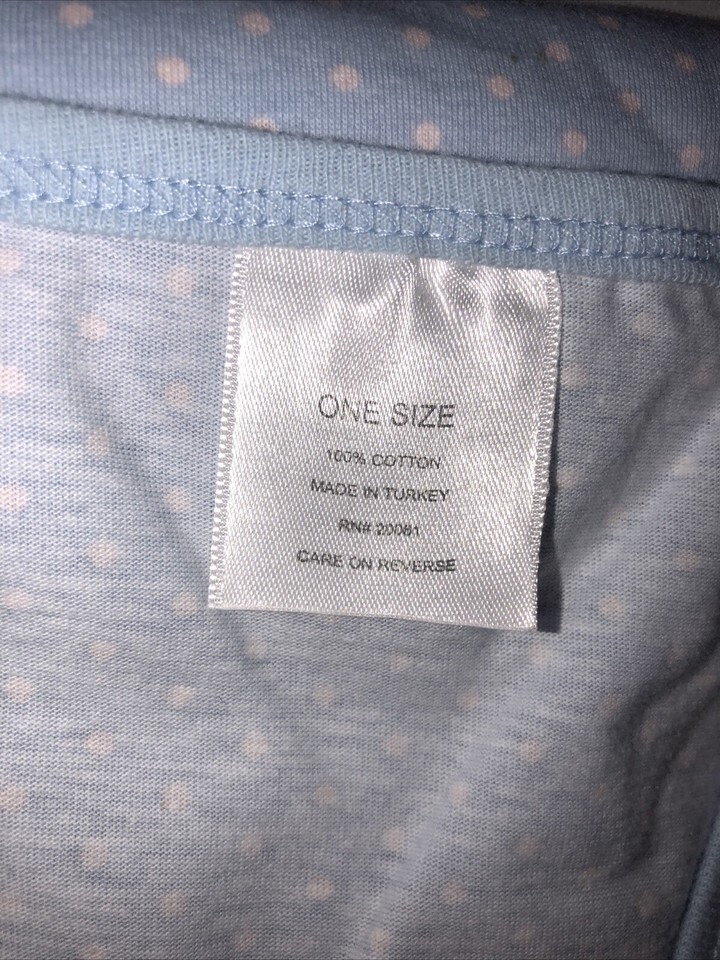 ONE SIZE
100% COTTON
MADE IN TURKEY
RN# 20081
CARE ON REVERSE